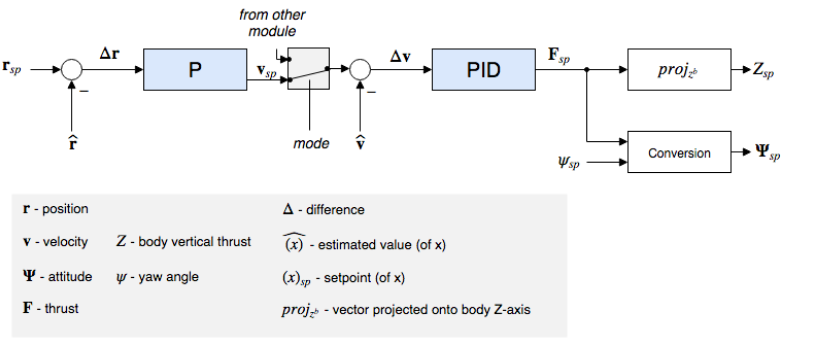 from other
module
r_sp
Δr
P
v_sp
Δv
PID
F_sp
proj_z^b
Z_sp
−
−
r̂
mode
v̂
ψ_sp
Conversion
Ψ_sp
r - position
Δ - difference
v - velocity
Z - body vertical thrust
(x)̂ - estimated value (of x)
Ψ - attitude
ψ - yaw angle
(x)_sp - setpoint (of x)
F - thrust
proj_z^b - vector projected onto body Z-axis